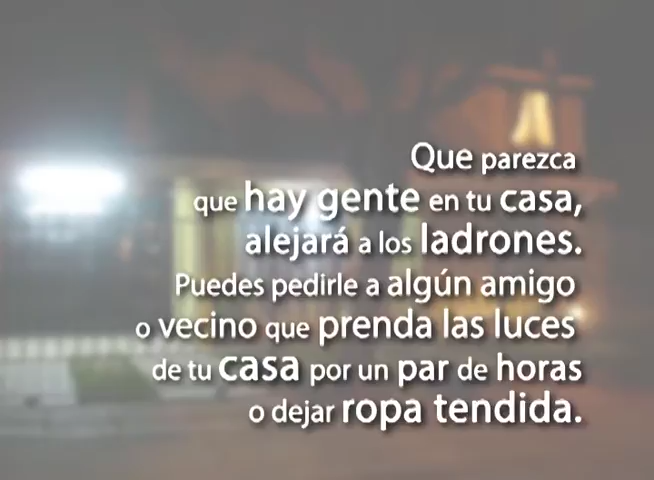 Que parezca
que hay gente en tu casa,
alejará a los ladrones.
Puedes pedirle a algún amigo
o vecino que prenda las luces
de tu casa por un par de horas
o dejar ropa tendida.